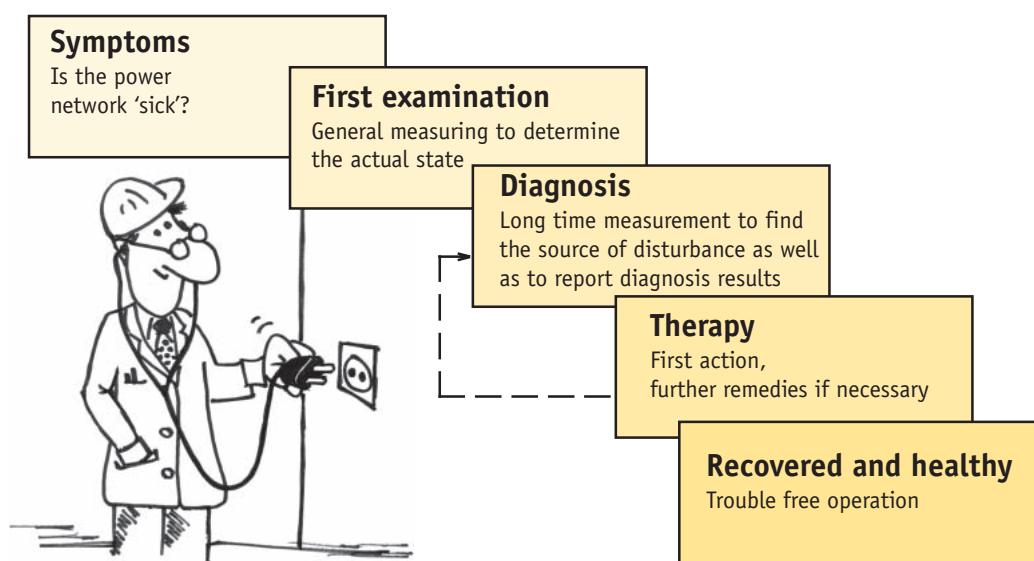 Symptoms
Is the power
network ‘sick’?
First examination
General measuring to determine
the actual state
Diagnosis
Long time measurement to find
the source of disturbance as well
as to report diagnosis results
Therapy
First action,
further remedies if necessary
Recovered and healthy
Trouble free operation